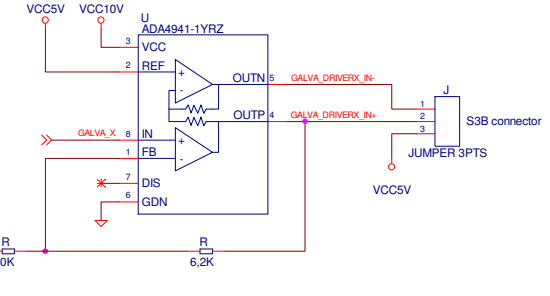 VCC5V VCC10V
U
ADA4941-1YRZ
3 VCC
2 REF
OUTN 5 GALVA_DRIVERX_IN-
J
1
OUTP 4 GALVA_DRIVERX_IN+
2
S3B connector
GALVA_X 8 IN
3
1 FB
JUMPER 3PTS
7 DIS
VCC5V
6 GDN
R
R
0K
6,2K
+
-
+
-